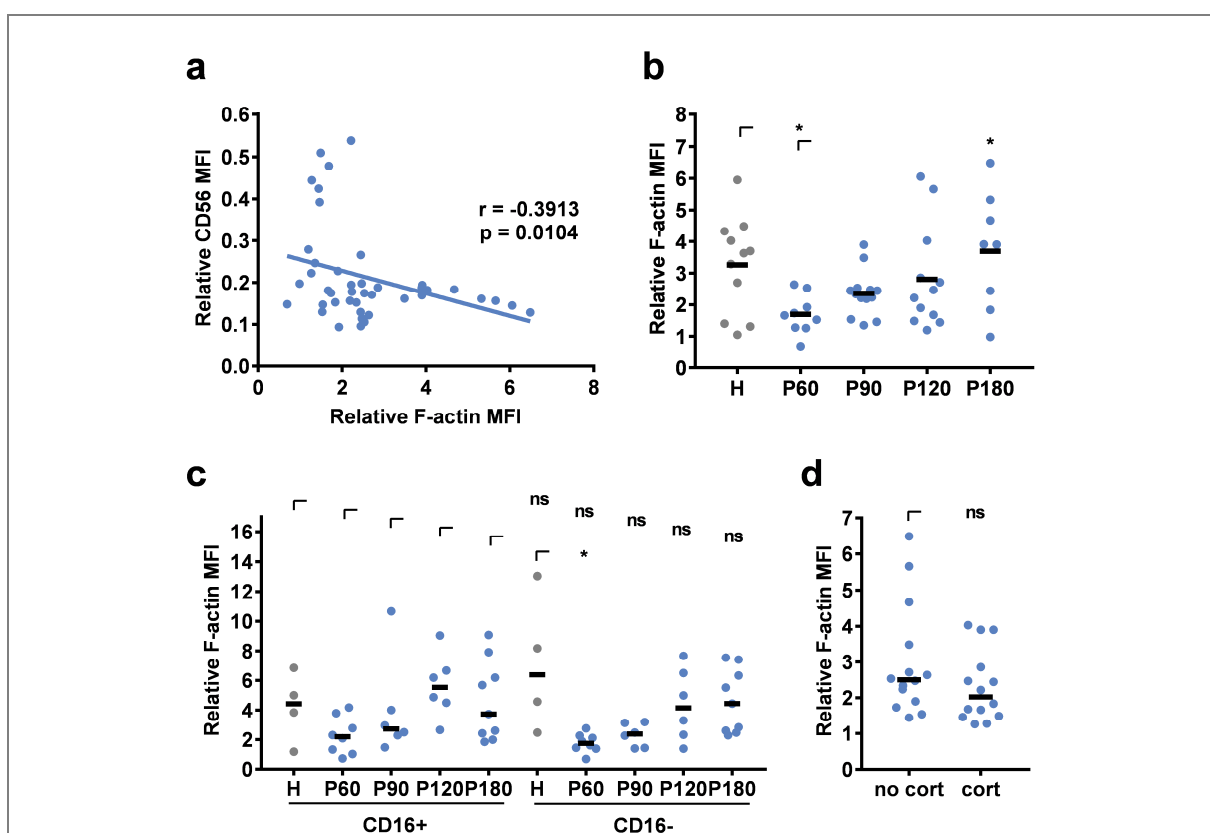 a
Relative CD56 MFI
0.6
0.5
0.4
0.3
0.2
0.1
0.0
r = -0.3913
p = 0.0104
0 2 4 6 8
Relative F-actin MFI
b
Relative F-actin MFI
8
7
6
5
4
3
2
1
0
* *
H P60 P90 P120 P180
c
Relative F-actin MFI
16
14
12
10
8
6
4
2
0
ns ns ns ns ns
*
H P60 P90 P120 P180 H P60 P90 P120 P180
CD16+ CD16-
d
Relative F-actin MFI
7
6
5
4
3
2
1
0
ns
no cort cort